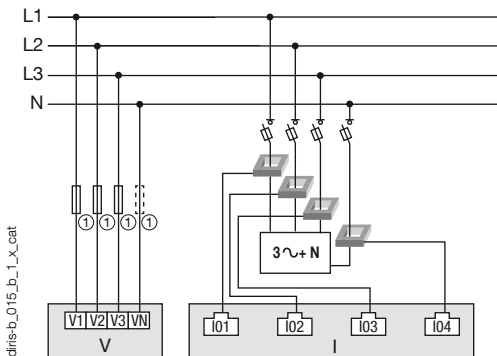 L1
L2
L3
N
1 1 1 1
3∿+ N
V1 V2 V3 VN
V
I01 I02 I03 I04
I
diris-b_015_b_1_x_cat